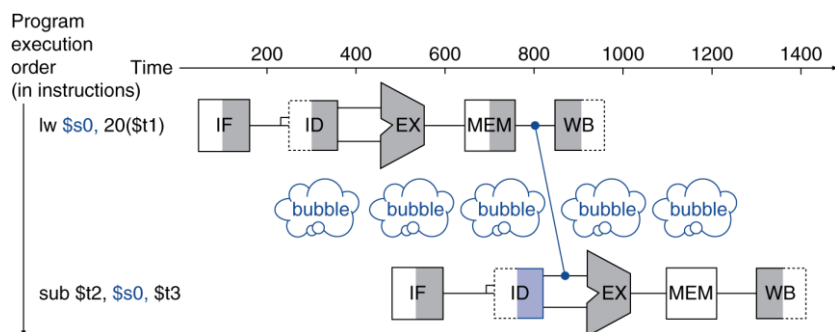 Program
execution
order
(in instructions)
Time
200 400 600 800 1000 1200 1400
lw $s0, 20($t1)
IF ID EX MEM WB
bubble bubble bubble bubble bubble
sub $t2, $s0, $t3
IF ID EX MEM WB